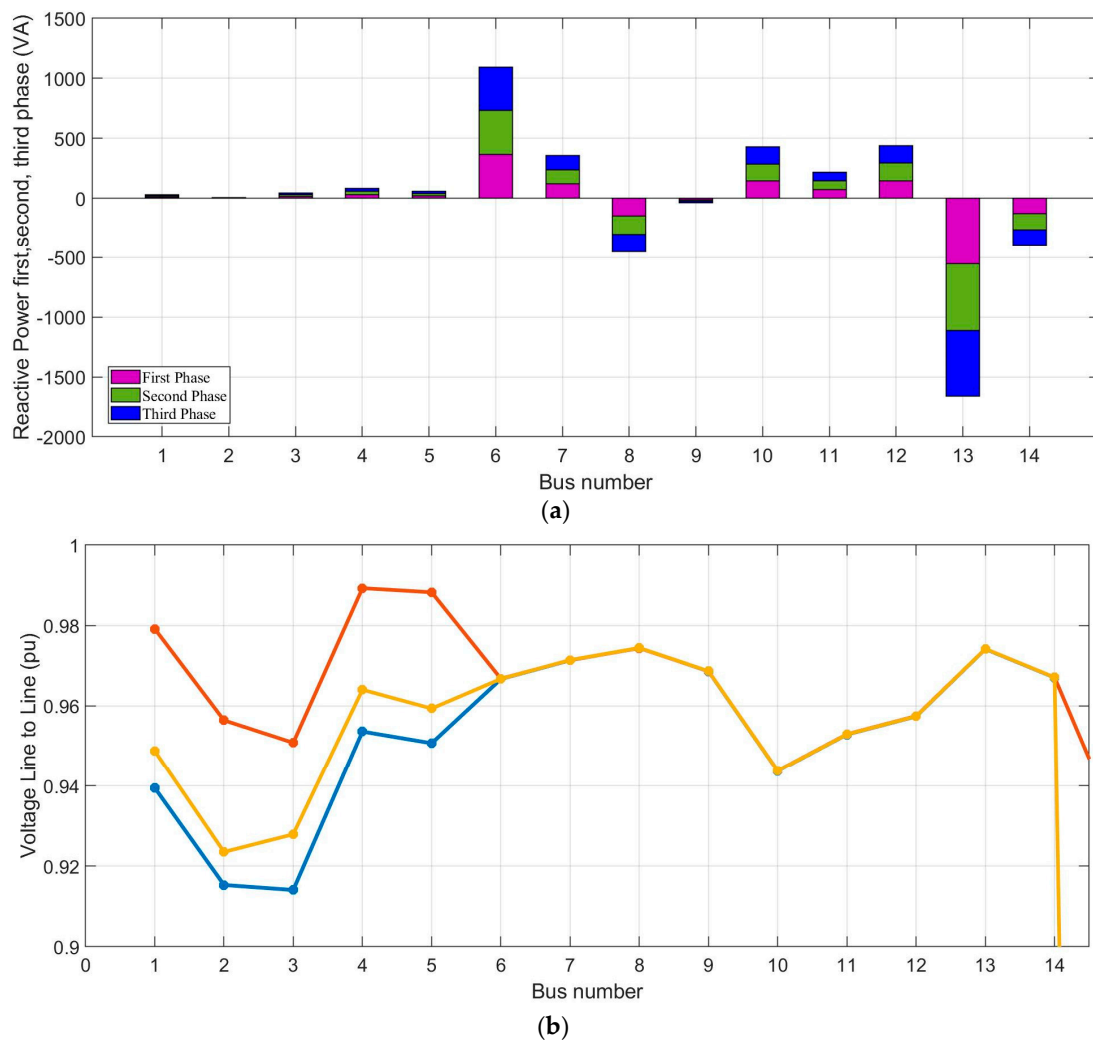 Reactive Power first,second, third phase (VA)
1500
1000
500
0
-500
-1000
-1500
-2000
First Phase
Second Phase
Third Phase
1 2 3 4 5 6 7 8 9 10 11 12 13 14
Bus number
(a)
Voltage Line to Line (pu)
1
0.98
0.96
0.94
0.92
0.9
0 1 2 3 4 5 6 7 8 9 10 11 12 13 14
Bus number
(b)